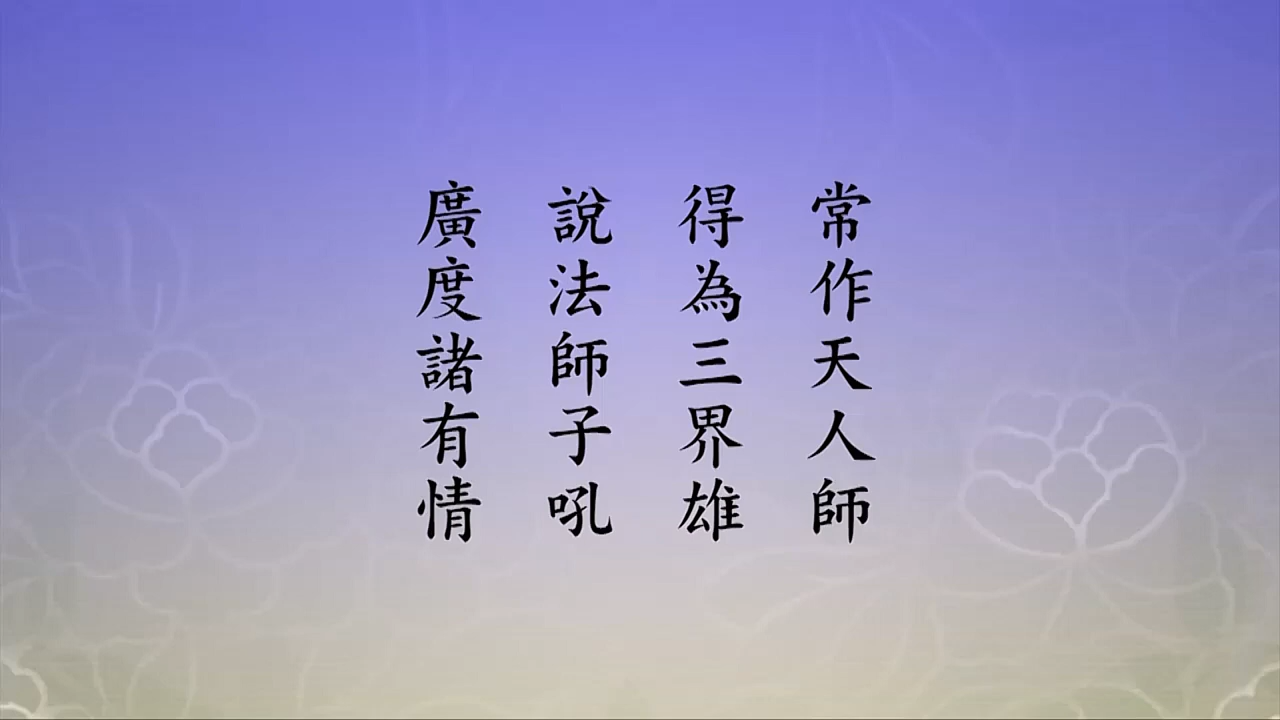 常作天人師
得為三界雄
說法師子吼
廣度諸有情